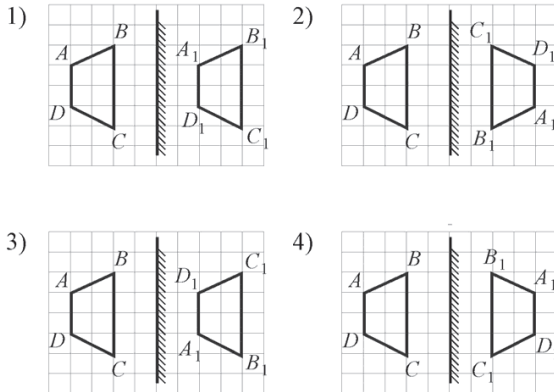 1)
B B₁
A A₁
D D₁
C C₁
2)
B C₁
A D₁
D A₁
C B₁
3)
B C₁
A D₁
D A₁
C B₁
4)
B B₁
A A₁
D D
C C₁